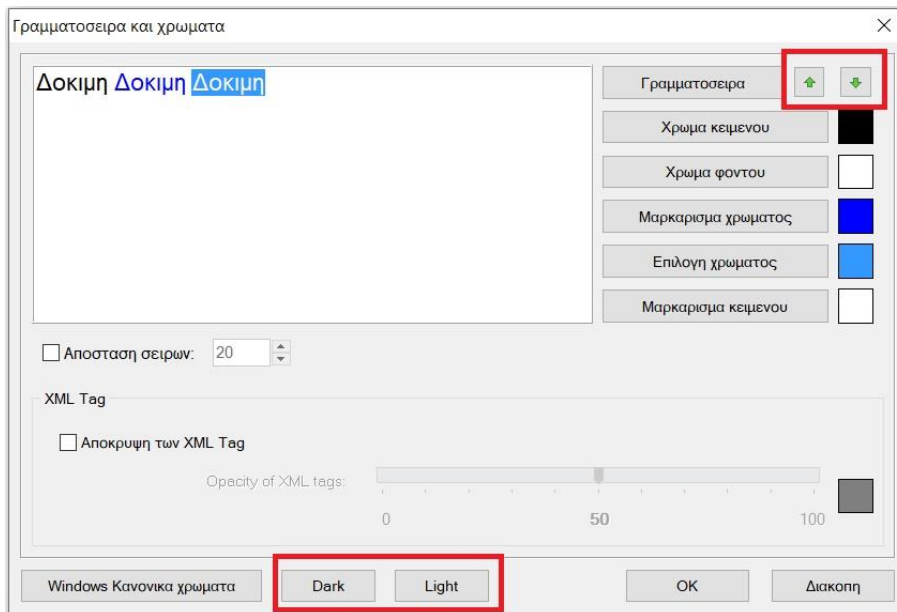 Γραμματοσειρα και χρωματα
Δοκιμη Δοκιμη Δοκιμη
Γραμματοσειρα
Χρωμα κειμενου
Χρωμα φοντου
Μαρκαρισμα χρωματος
Επιλογη χρωματος
Μαρκαρισμα κειμενου
Αποσταση σειρων: 20
XML Tag
Αποκρυψη των XML Tag
Opacity of XML tags:
0 50 100
Windows Κανονικα χρωματα Dark Light OK Διακοπη